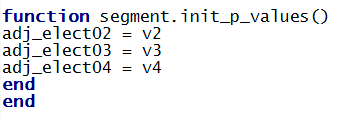 function segment.init_p_values()
adj_elect02 = v2
adj_elect03 = v3
adj_elect04 = v4
end
end